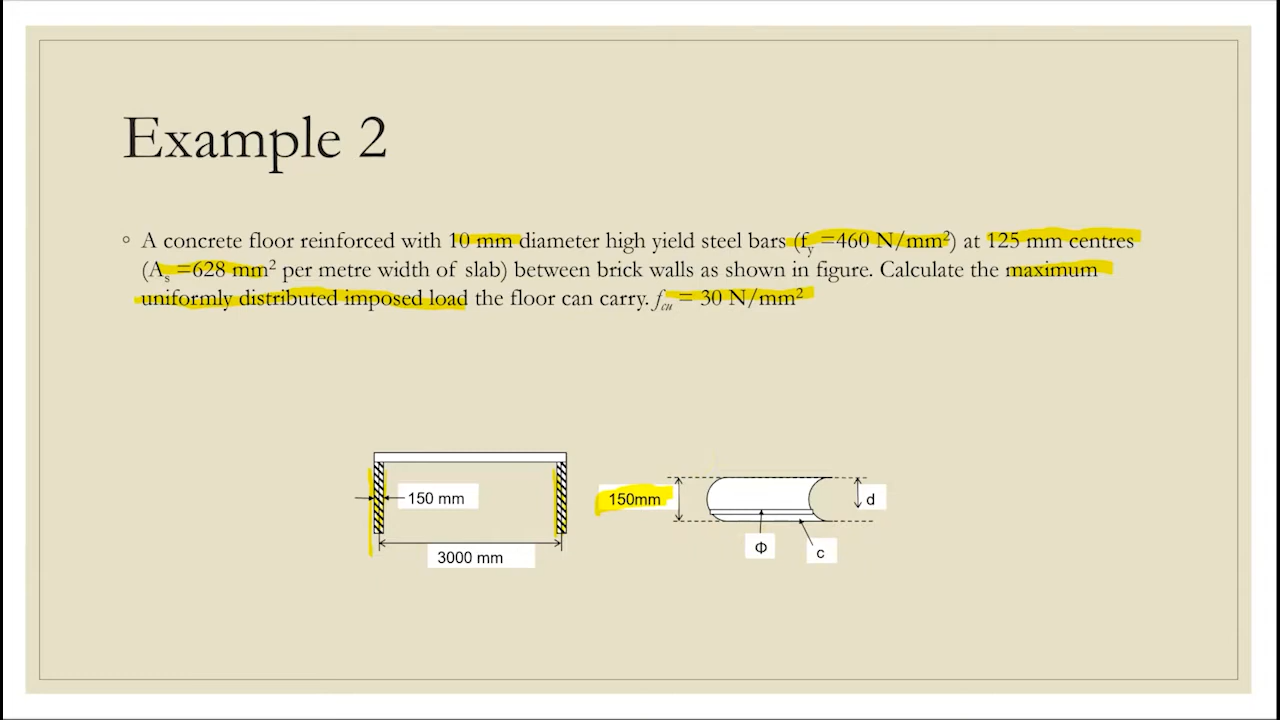 Example 2
◦ A concrete floor reinforced with 10 mm diameter high yield steel bars (fy =460 N/mm²) at 125 mm centres
(As =628 mm² per metre width of slab) between brick walls as shown in figure. Calculate the maximum
uniformly distributed imposed load the floor can carry. fcu = 30 N/mm²
150 mm
3000 mm
150mm
d
Φ
c